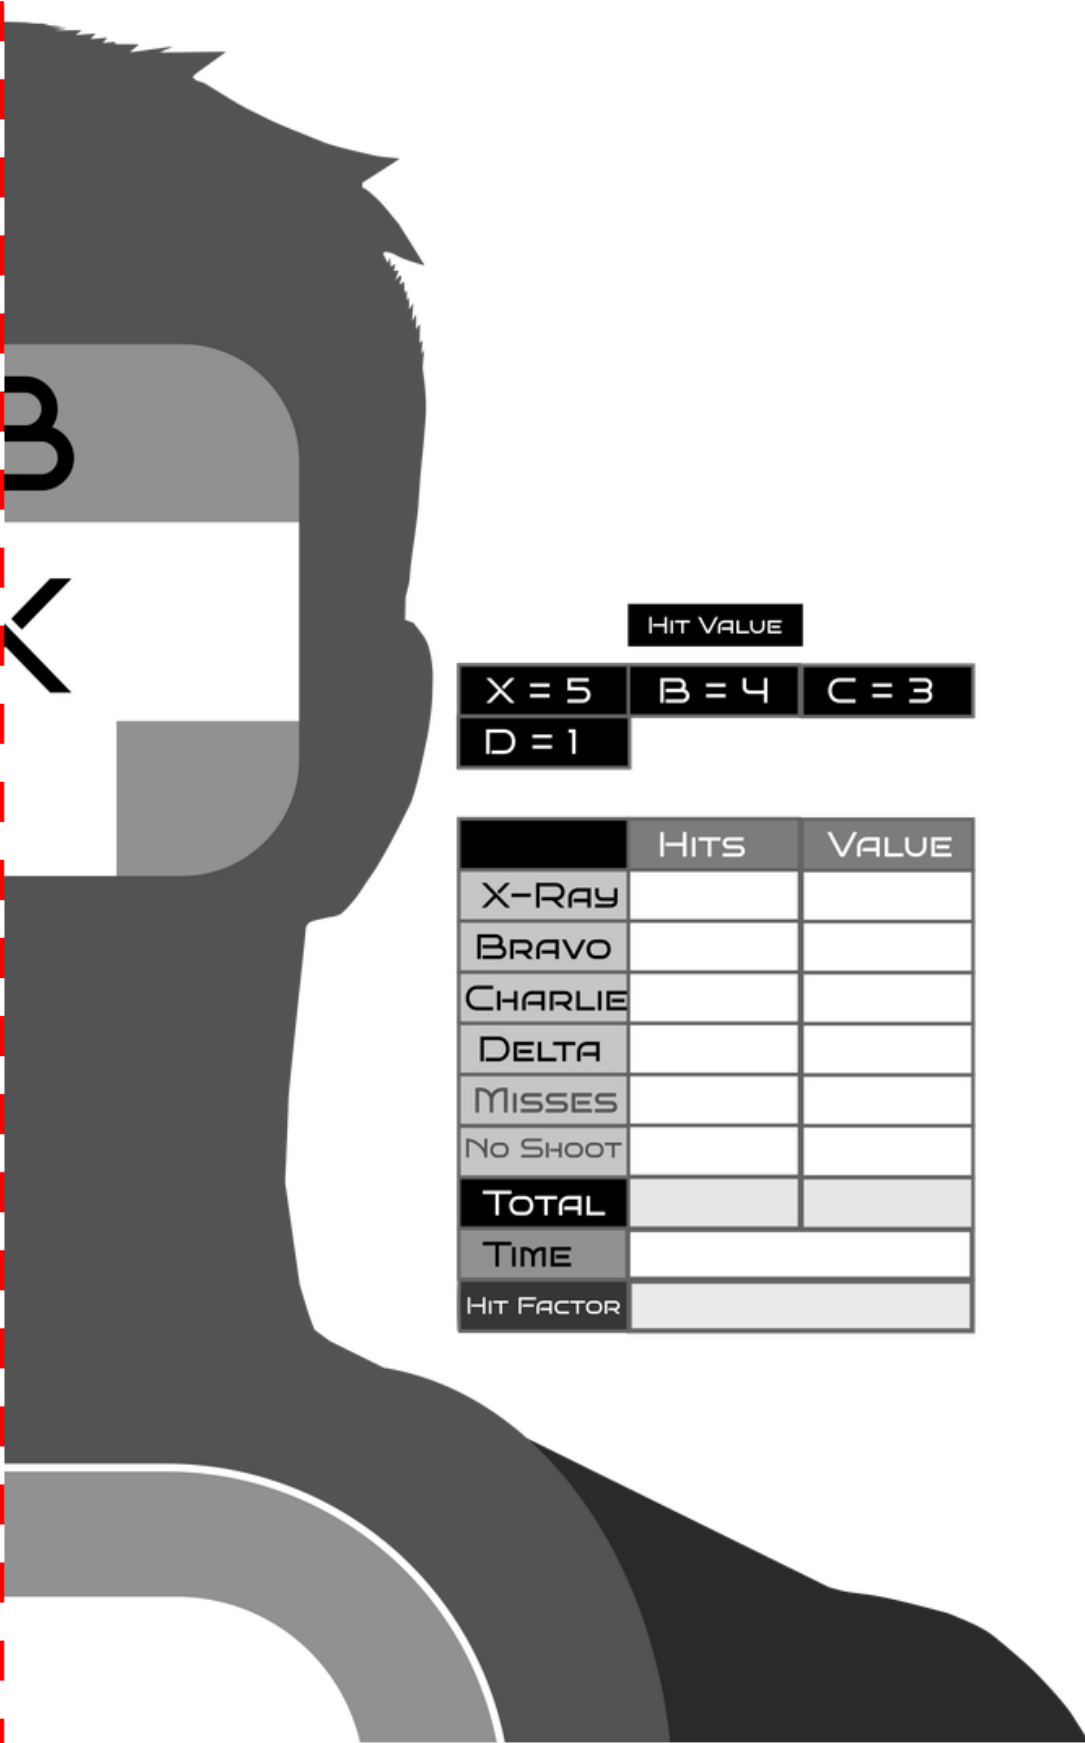 B
X
HIT VALUE
X = 5 B = 4 C = 3
D = 1
HITS VALUE
X-RAY
BRAVO
CHARLIE
DELTA
MISSES
NO SHOOT
TOTAL
TIME
HIT FACTOR